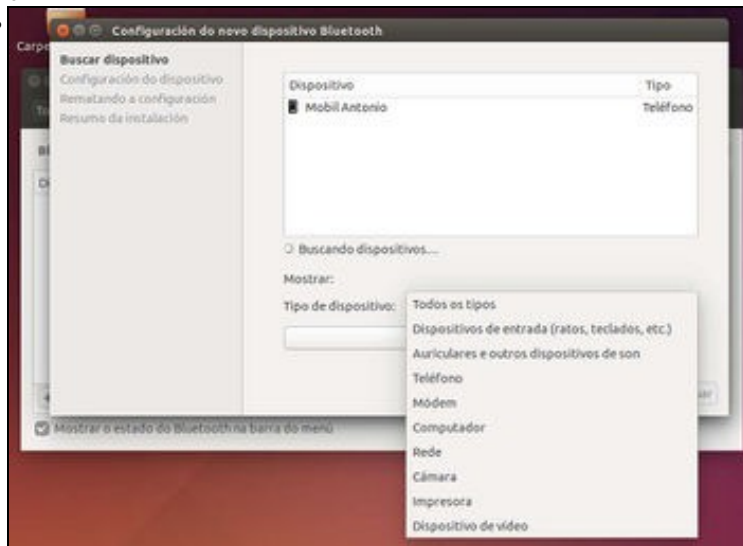 Configuración do novo dispositivo Bluetooth
Carpe
Buscar dispositivo
Configuración do dispositivo
Rematando a configuración
Resumo da instalación
Dispositivo Tipo
Mobil Antonio Teléfono
Buscando dispositivos...
Mostrar:
Tipo de dispositivo:
Todos os tipos
Dispositivos de entrada (ratos, teclados, etc.)
Auriculares e outros dispositivos de son
Teléfono
Módem
Computador
Rede
Cámara
Impresora
Dispositivo de vídeo
Mostrar o estado do Bluetooth na barra do menú